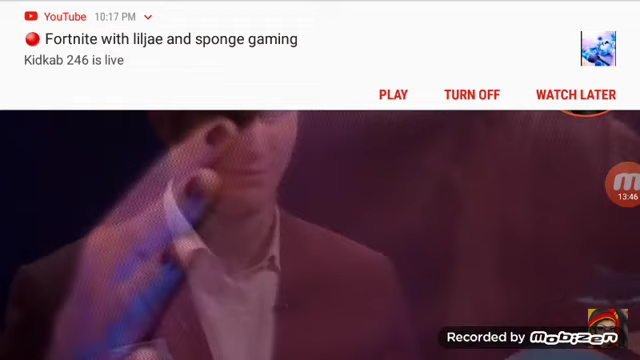 YouTube 10:17 PM
Fortnite with liljae and sponge gaming
Kidkab 246 is live
PLAY TURN OFF WATCH LATER
13:46
Recorded by Mobizen